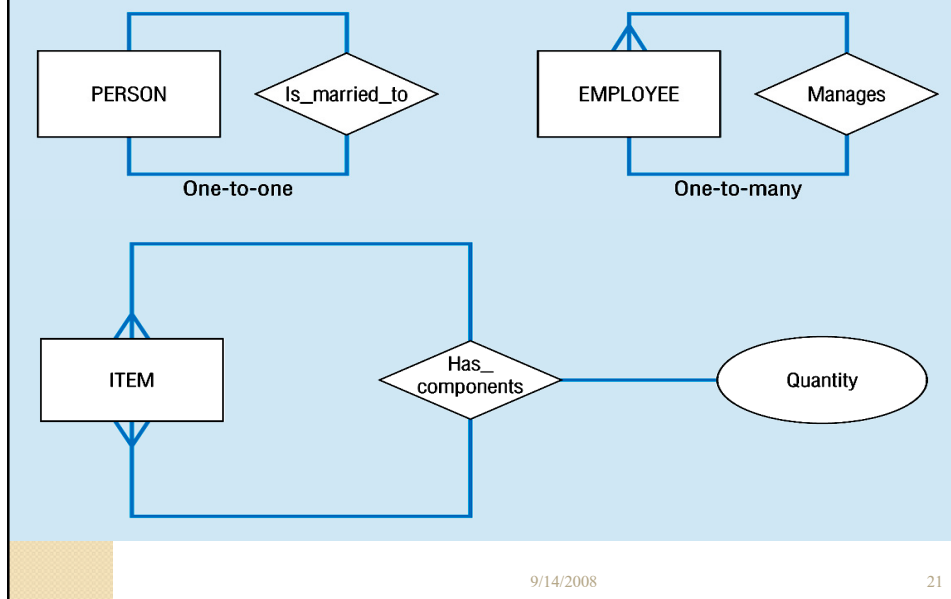 PERSON
Is_married_to
One-to-one
EMPLOYEE
Manages
One-to-many
ITEM
Has_
components
Quantity
9/14/2008
21